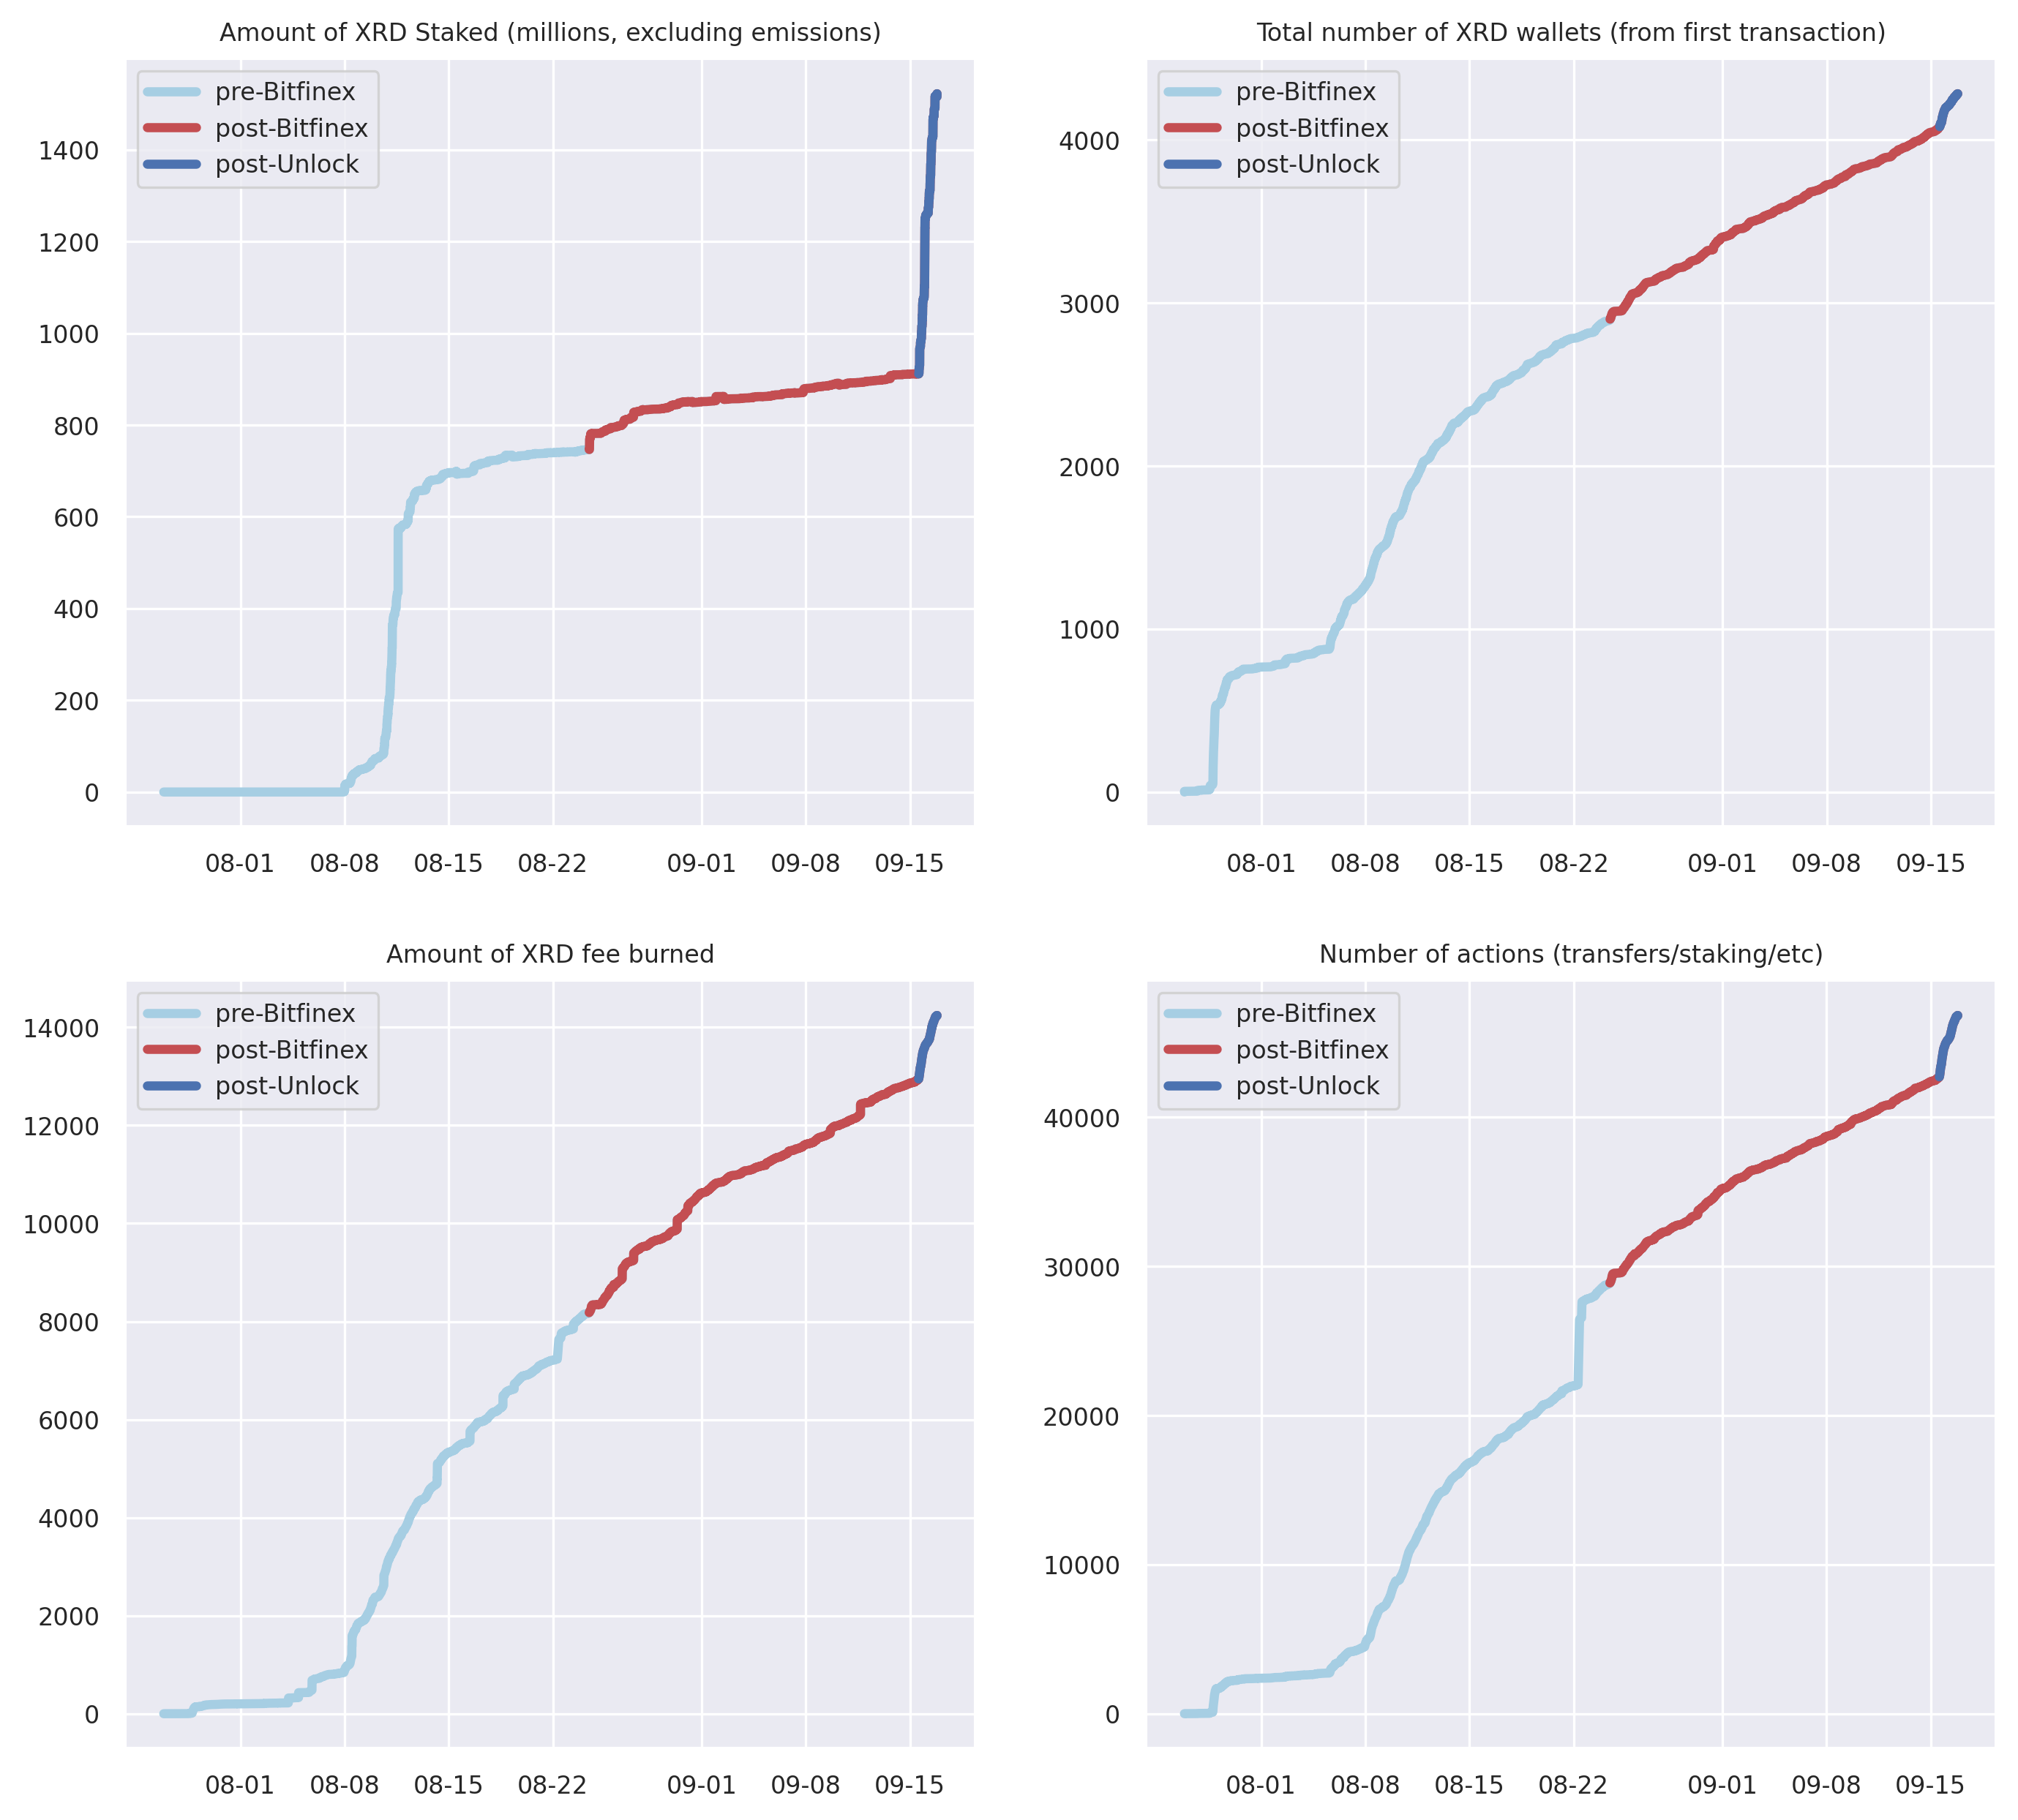 Amount of XRD Staked (millions, excluding emissions)
pre-Bitfinex
post-Bitfinex
post-Unlock
1400
1200
1000
800
600
400
200
0
08-01 08-08 08-15 08-22 09-01 09-08 09-15
Total number of XRD wallets (from first transaction)
pre-Bitfinex
post-Bitfinex
post-Unlock
4000
3000
2000
1000
0
08-01 08-08 08-15 08-22 09-01 09-08 09-15
Amount of XRD fee burned
pre-Bitfinex
post-Bitfinex
post-Unlock
14000
12000
10000
8000
6000
4000
2000
0
08-01 08-08 08-15 08-22 09-01 09-08 09-15
Number of actions (transfers/staking/etc)
pre-Bitfinex
post-Bitfinex
post-Unlock
40000
30000
20000
10000
0
08-01 08-08 08-15 08-22 09-01 09-08 09-15